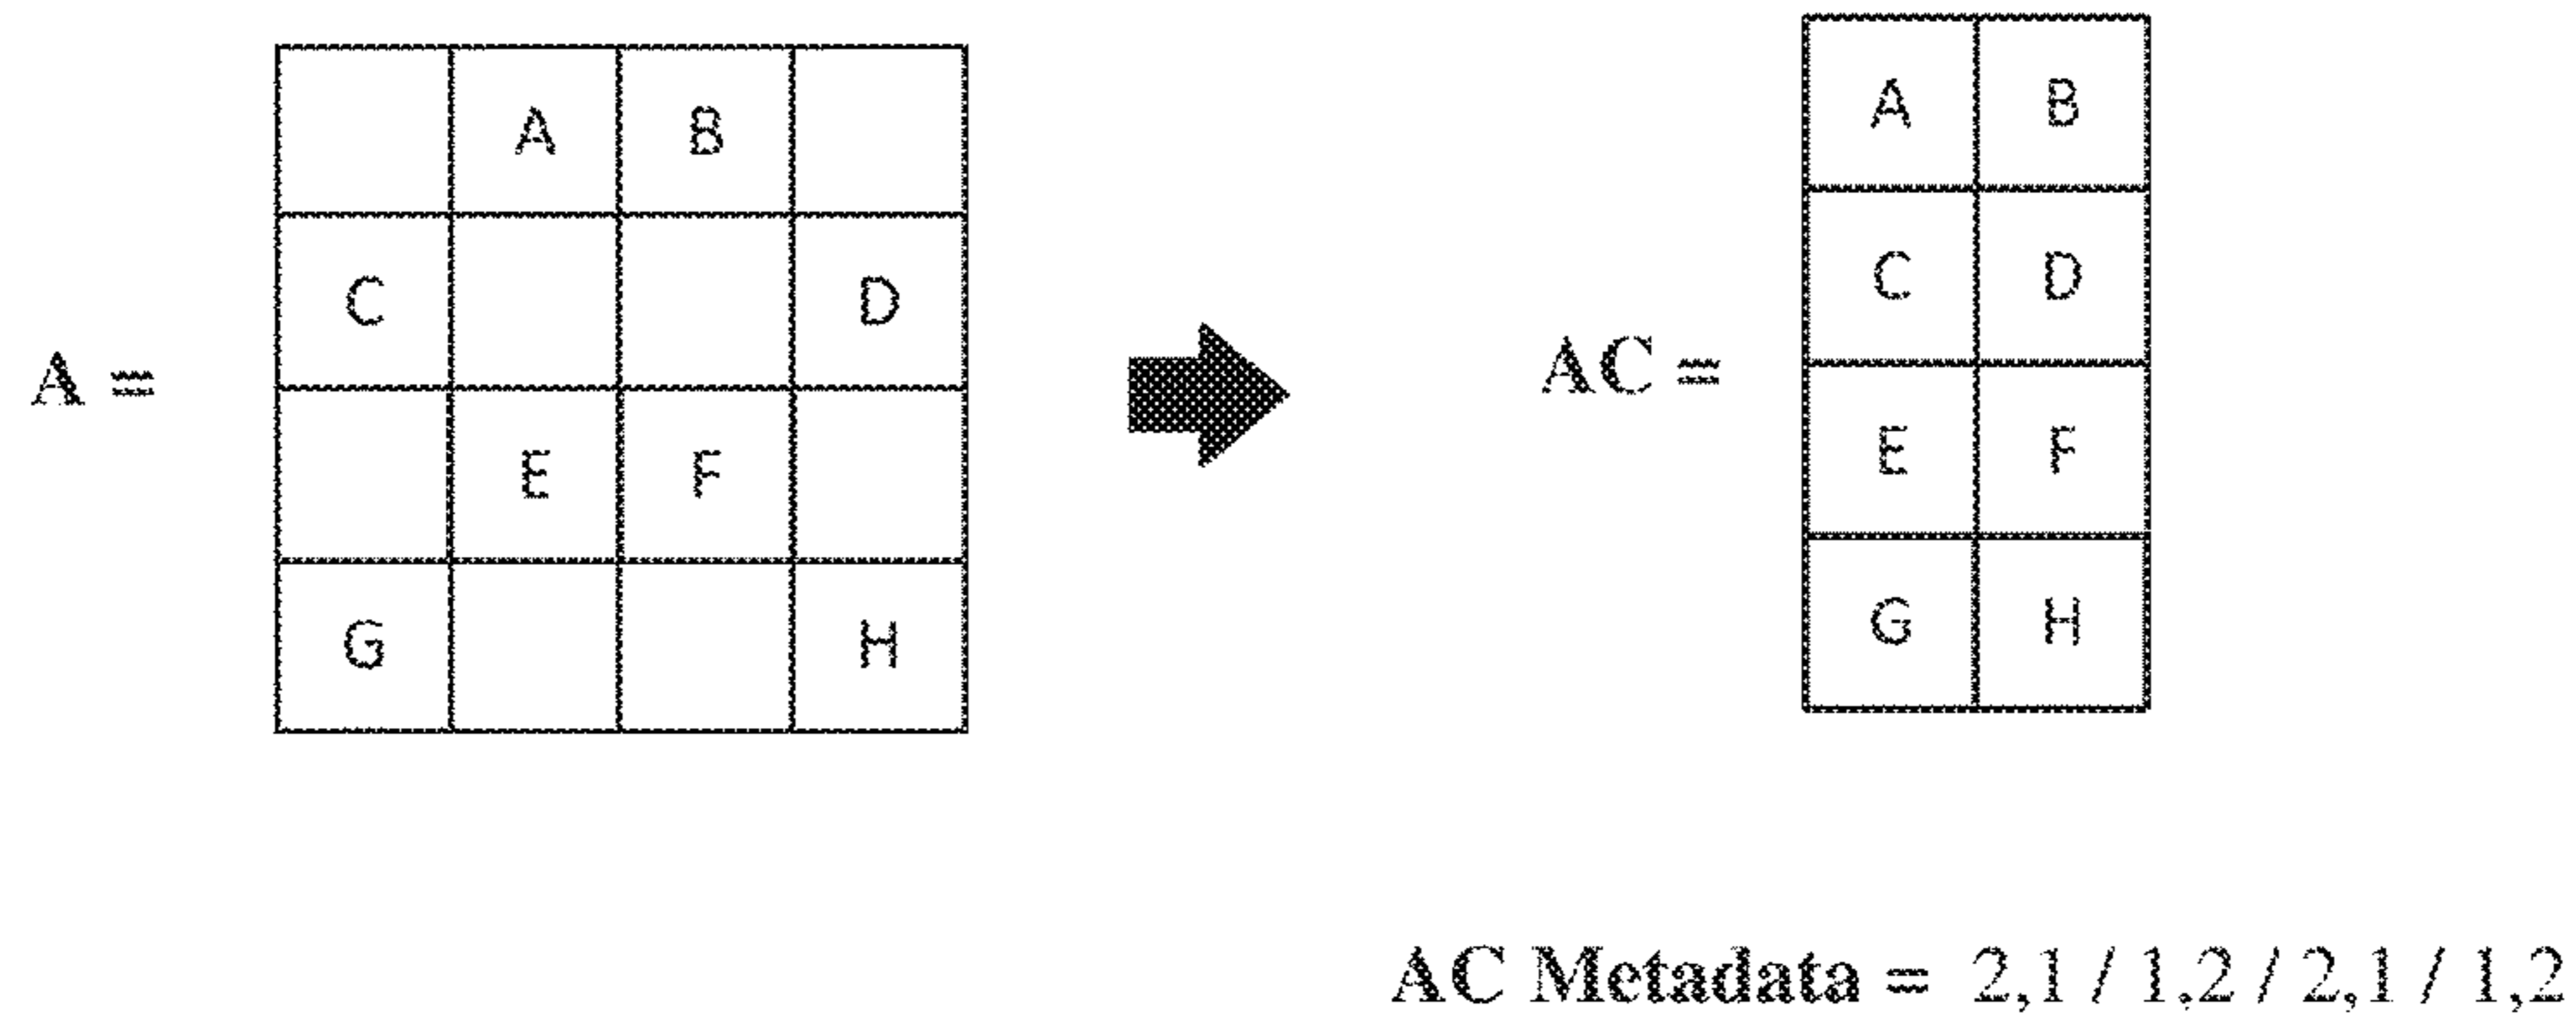 A B
C D
A =
E F
G H
AC =
A B
C D
E F
G H
AC Metadata = 2,1 / 1,2 / 2,1 / 1,2